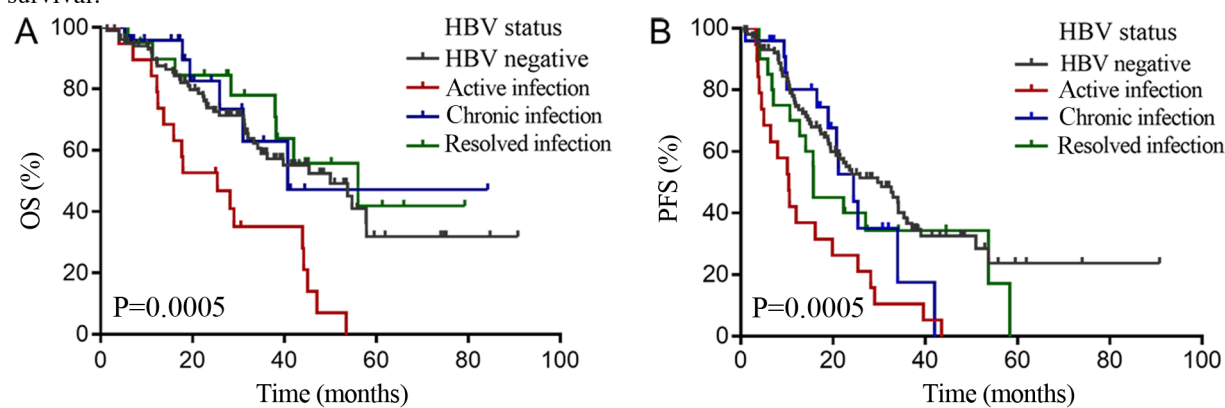 survival.
A
B
HBV status
HBV negative
Active infection
Chronic infection
Resolved infection
OS (%)
100
80
60
40
20
0
P=0.0005
0 20 40 60 80 100
Time (months)
HBV status
HBV negative
Active infection
Chronic infection
Resolved infection
PFS (%)
100
80
60
40
20
0
P=0.0005
0 20 40 60 80 100
Time (months)